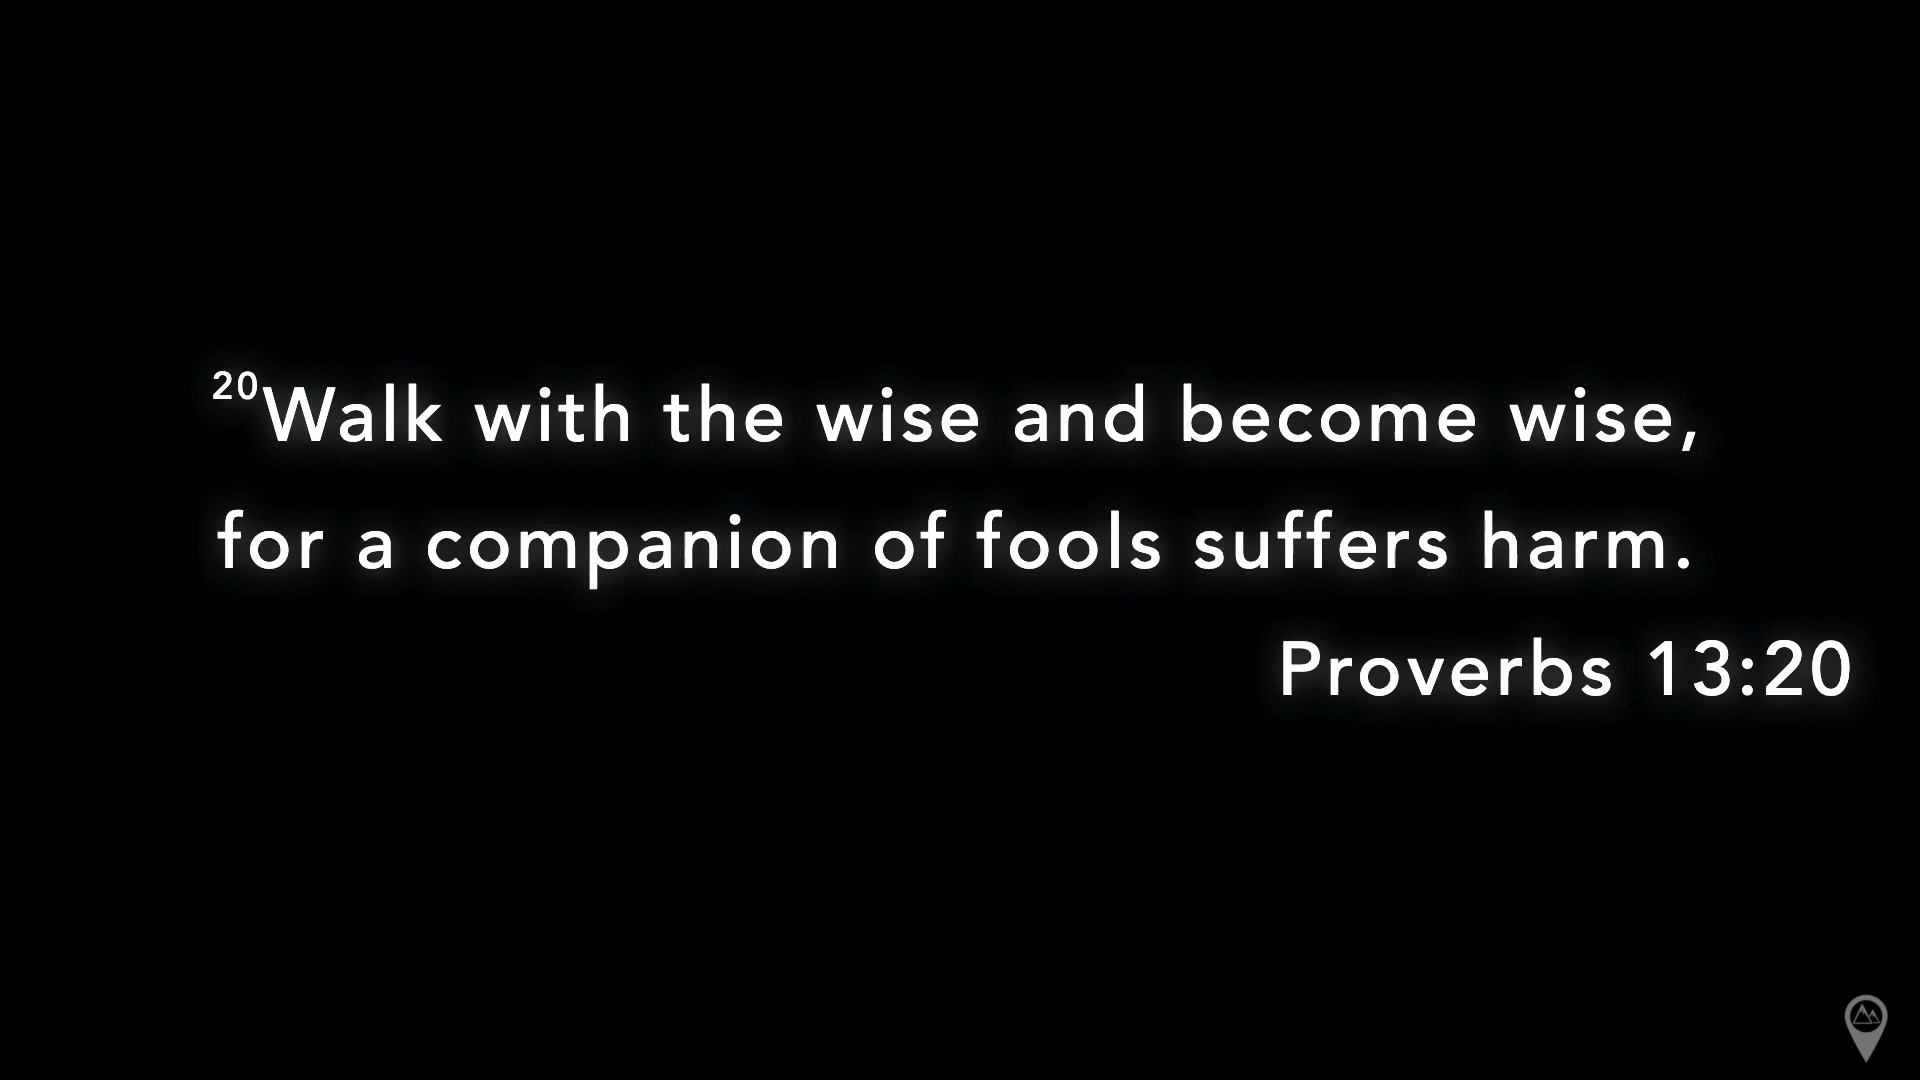 20Walk with the wise and become wise,
for a companion of fools suffers harm.
Proverbs 13:20